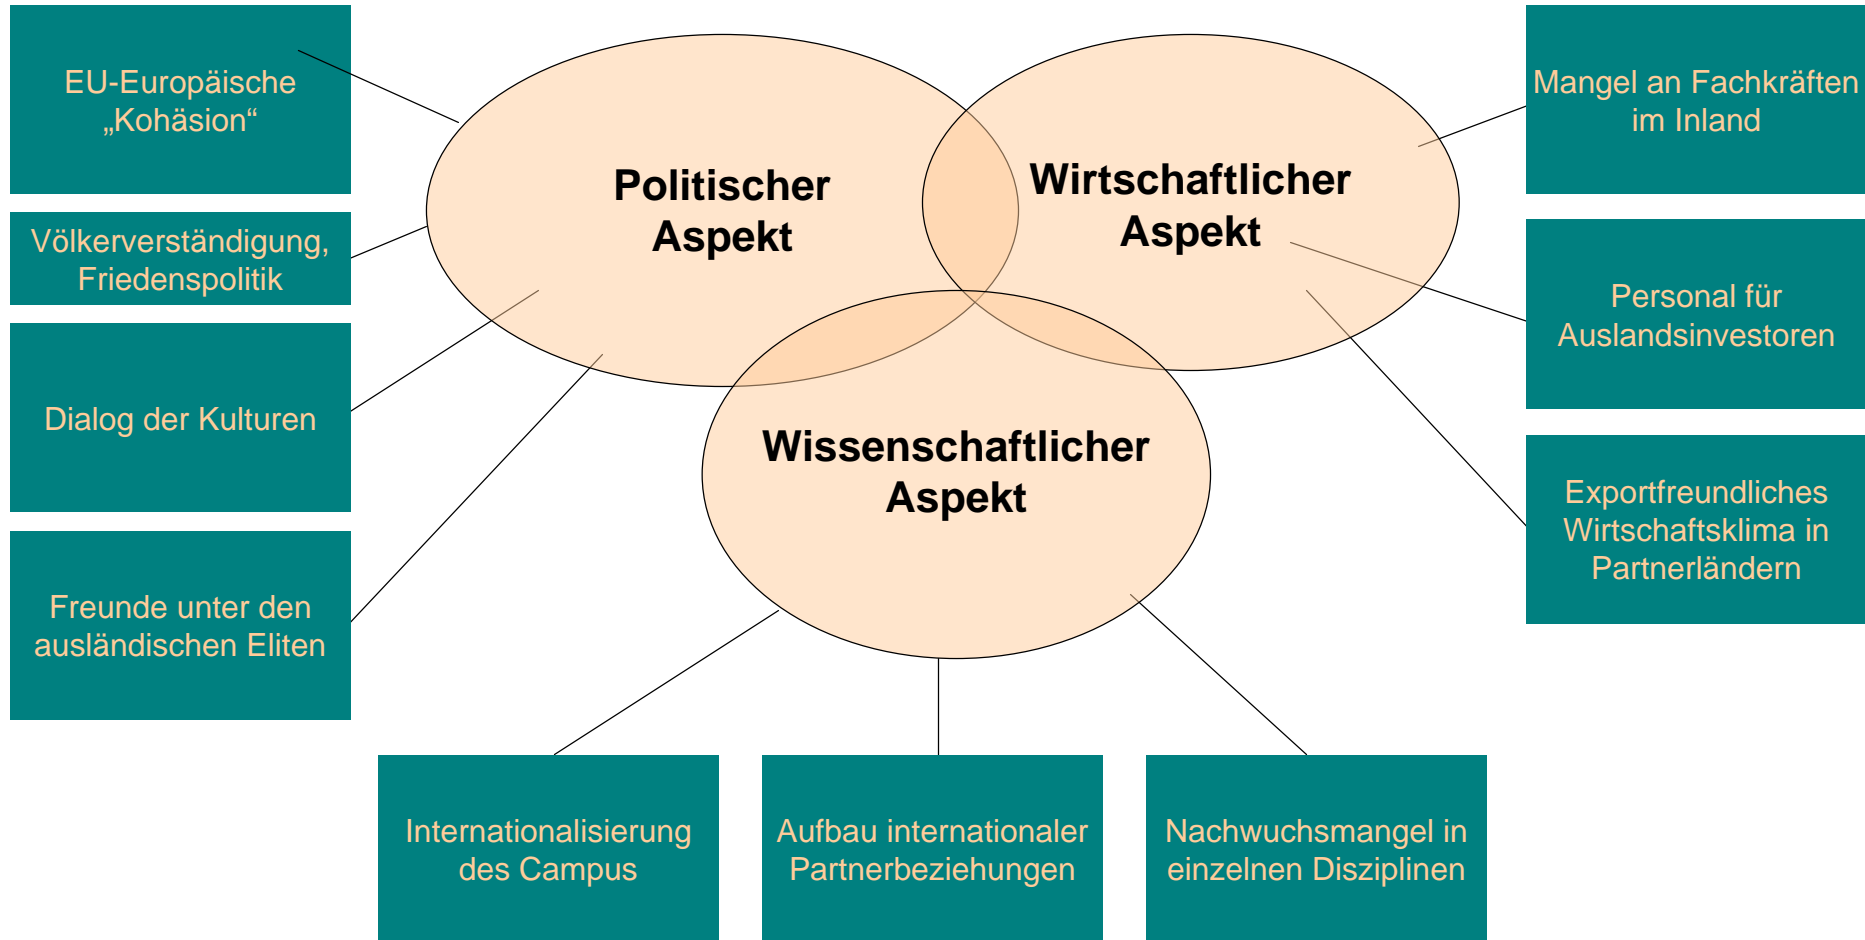 EU-Europäische
„Kohäsion“
Völkerverständigung,
Friedenspolitik
Dialog der Kulturen
Freunde unter den
ausländischen Eliten
Politischer
Aspekt
Wirtschaftlicher
Aspekt
Wissenschaftlicher
Aspekt
Mangel an Fachkräften
im Inland
Personal für
Auslandsinvestoren
Exportfreundliches
Wirtschaftsklima in
Partnerländern
Internationalisierung
des Campus
Aufbau internationaler
Partnerbeziehungen
Nachwuchsmangel in
einzelnen Disziplinen